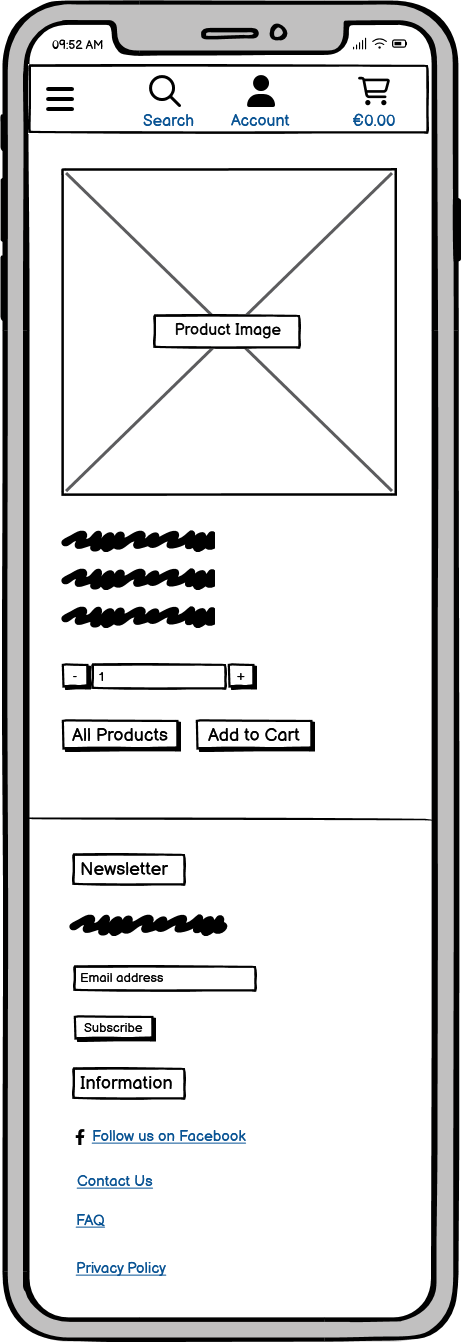 09:52 AM
Search Account €0.00
Product Image
- 1 +
All Products Add to Cart
Newsletter
Email address
Subscribe
Information
Follow us on Facebook
Contact Us
FAQ
Privacy Policy